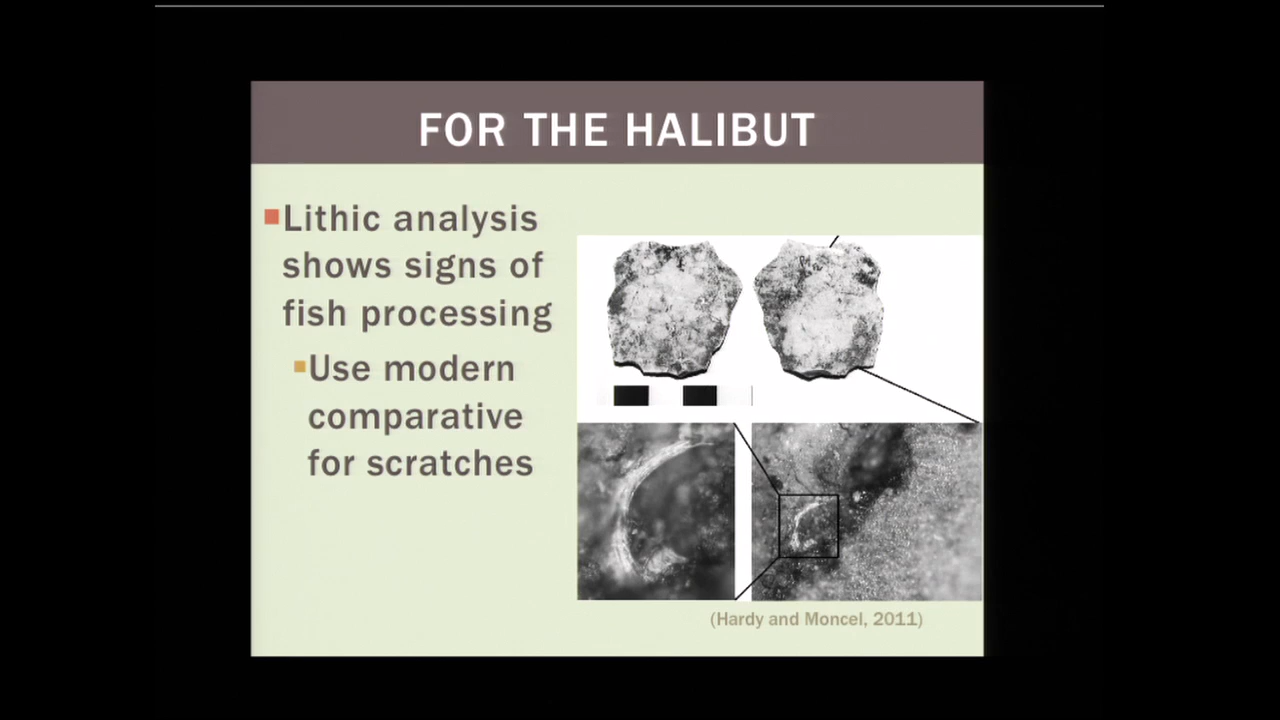 FOR THE HALIBUT
Lithic analysis
shows signs of
fish processing
Use modern
comparative
for scratches
(Hardy and Moncel, 2011)